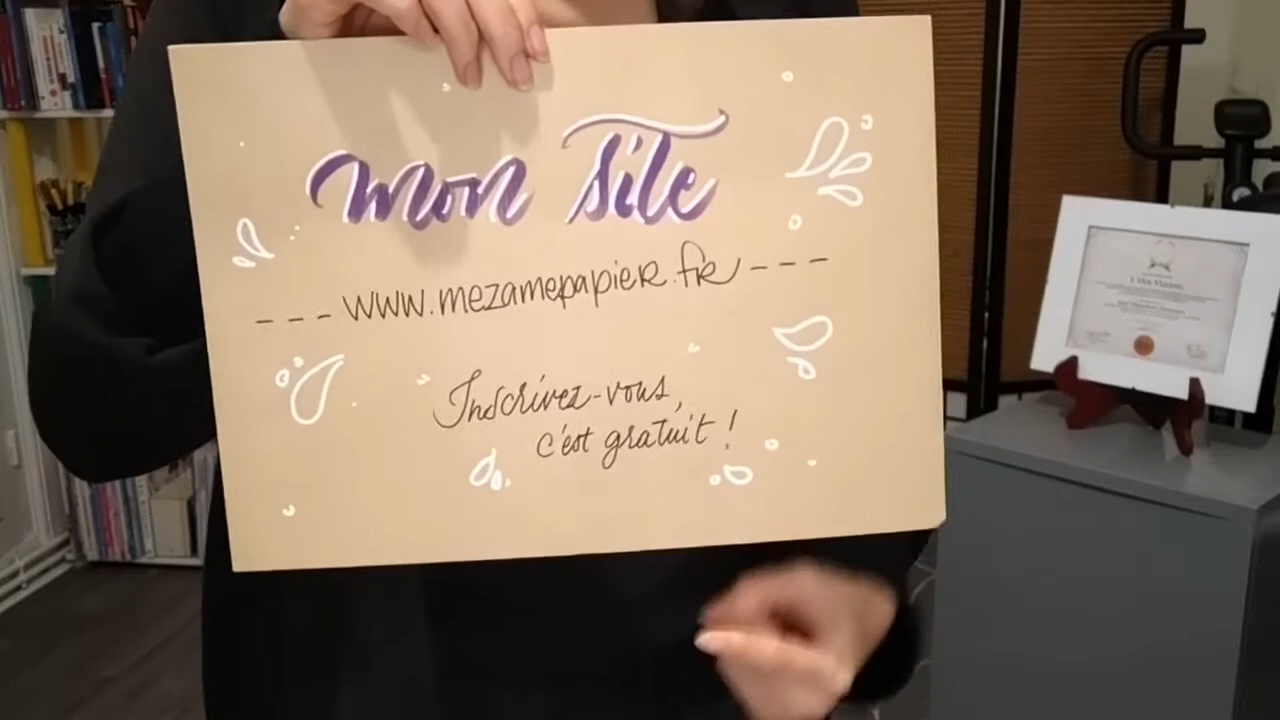 mon site
---www.mezamepapier.fr---
Inscrivez-vous,
c'est gratuit !